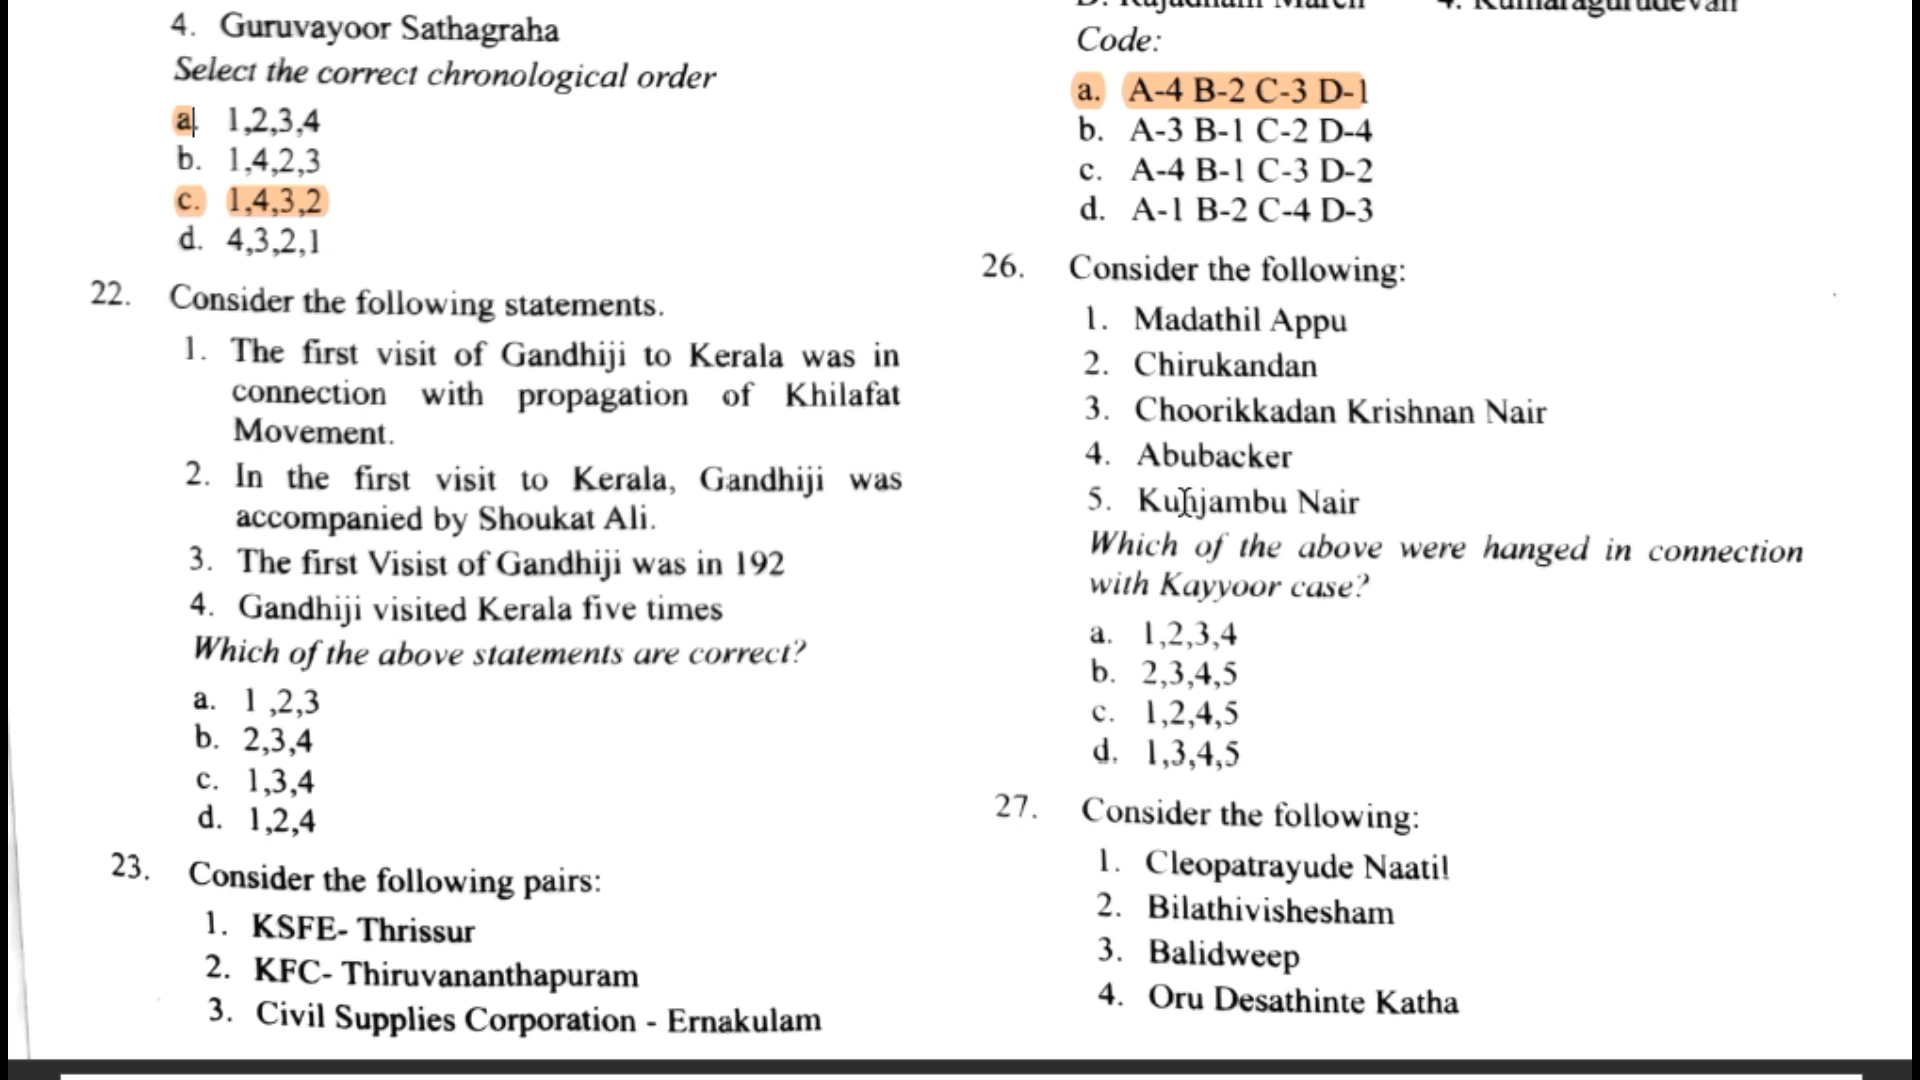 4. Guruvayoor Sathagraha
Select the correct chronological order
a. 1,2,3,4
b. 1,4,2,3
c. 1,4,3,2
d. 4,3,2,1
22. Consider the following statements.
1. The first visit of Gandhiji to Kerala was in
connection with propagation of Khilafat
Movement.
2. In the first visit to Kerala, Gandhiji was
accompanied by Shoukat Ali.
3. The first Visist of Gandhiji was in 192
4. Gandhiji visited Kerala five times
Which of the above statements are correct?
a. 1 ,2,3
b. 2,3,4
c. 1,3,4
d. 1,2,4
23. Consider the following pairs:
1. KSFE- Thrissur
2. KFC- Thiruvananthapuram
3. Civil Supplies Corporation - Ernakulam
D. Rajadhani March 4. Kumaragurudevan
Code:
a. A-4 B-2 C-3 D-1
b. A-3 B-1 C-2 D-4
c. A-4 B-1 C-3 D-2
d. A-1 B-2 C-4 D-3
26. Consider the following:
1. Madathil Appu
2. Chirukandan
3. Choorikkadan Krishnan Nair
4. Abubacker
5. Kunjambu Nair
Which of the above were hanged in connection
with Kayyoor case?
a. 1,2,3,4
b. 2,3,4,5
c. 1,2,4,5
d. 1,3,4,5
27. Consider the following:
1. Cleopatrayude Naatil
2. Bilathivishesham
3. Balidweep
4. Oru Desathinte Katha